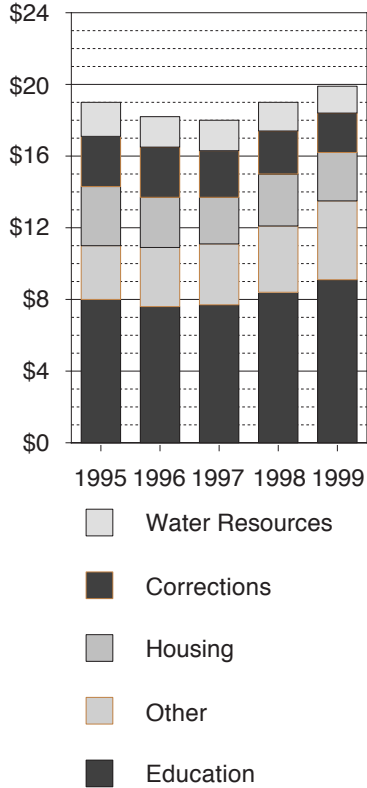 $24
$20
$16
$12
$8
$4
$0
1995 1996 1997 1998 1999
Water Resources
Corrections
Housing
Other
Education